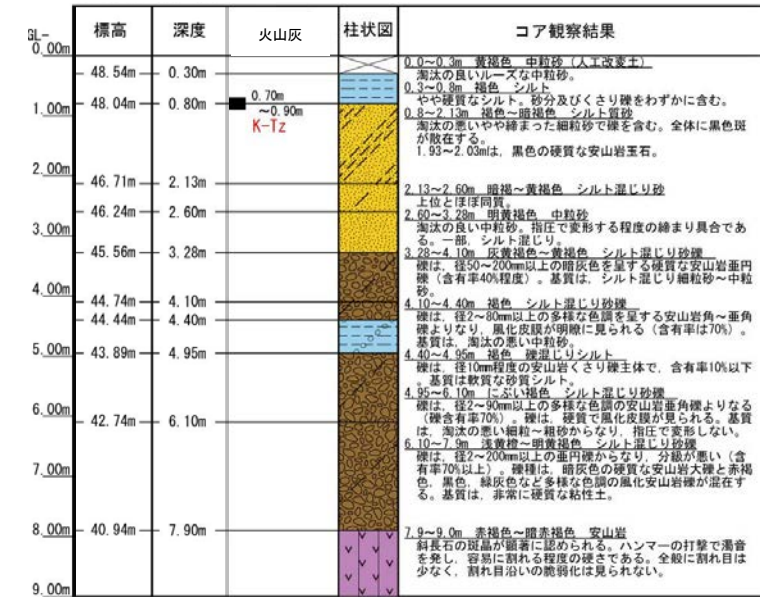 標高 深度 火山灰 柱状図 コア観察結果
GL-
0.00m
1.00m
2.00m
3.00m
4.00m
5.00m
6.00m
7.00m
8.00m
9.00m
48.54m 0.30m
48.04m 0.80m
46.71m 2.13m
46.24m 2.60m
45.56m 3.28m
44.74m 4.10m
44.44m 4.40m
43.89m 4.95m
42.74m 6.10m
40.94m 7.90m
0.70m
～0.90m
K-Tz
0.0～0.3m 黄褐色 中粒砂（人工改変土）
淘汰の良いルーズな中粒砂。
0.3～0.8m 褐色 シルト
やや硬質なシルト。砂分及びくさり礫をわずかに含む。
0.8～2.13m 褐色～暗褐色 シルト質砂
淘汰の悪いやや締まった細粒砂で礫を含む。全体に黒色斑
が散在する。
1.93～2.03mは，黒色の硬質な安山岩玉石。
2.13～2.60m 暗褐～黄褐色 シルト混じり砂
上位とほぼ同質。
2.60～3.28m 明黄褐色 中粒砂
淘汰の良い中粒砂。指圧で変形する程度の締まり具合であ
る。一部，シルト混じり。
3.28～4.10m 灰黄褐色～黄褐色 シルト混じり砂礫
礫は，径50～200mm以上の暗灰色を呈する硬質な安山岩亜円
礫（含有率40%程度）。基質は，シルト混じり細粒砂～中粒
砂。
4.10～4.40m 褐色 シルト混じり砂礫
礫は，径2～80mm以上の多様な色調を呈する安山岩角～亜角
礫よりなり，風化皮膜が明瞭に見られる（含有率は70%）。
基質は，淘汰の悪い中粒砂。
4.40～4.95m 褐色 礫混じりシルト
礫は，径10mm程度の安山岩くさり礫主体で，含有率10%以下
。基質は軟質な砂質シルト。
4.95～6.10m にぶい褐色 シルト混じり砂礫
礫は，径2～90mm以上の多様な色調の安山岩亜角礫よりなる
（礫含有率70%）。礫は，硬質で風化皮膜が見られる。基質
は，淘汰の悪い細粒～粗砂からなり，指圧で変形しない。
6.10～7.9m 浅黄橙～明黄褐色 シルト混じり砂礫
礫は，径2～200mm以上の亜円礫からなり，分級が悪い（含
有率70%以上）。礫種は，暗灰色の硬質な安山岩大礫と赤褐
色，黒色，緑灰色など多様な色調の風化安山岩礫が混在す
る。基質は，非常に硬質な粘性土。
7.9～9.0m 赤褐色～暗赤褐色 安山岩
斜長石の斑晶が顕著に認められる。ハンマーの打撃で濁音
を発し，容易に割れる程度の硬さである。全般に割れ目は
少なく，割れ目沿いの脆弱化は見られない。